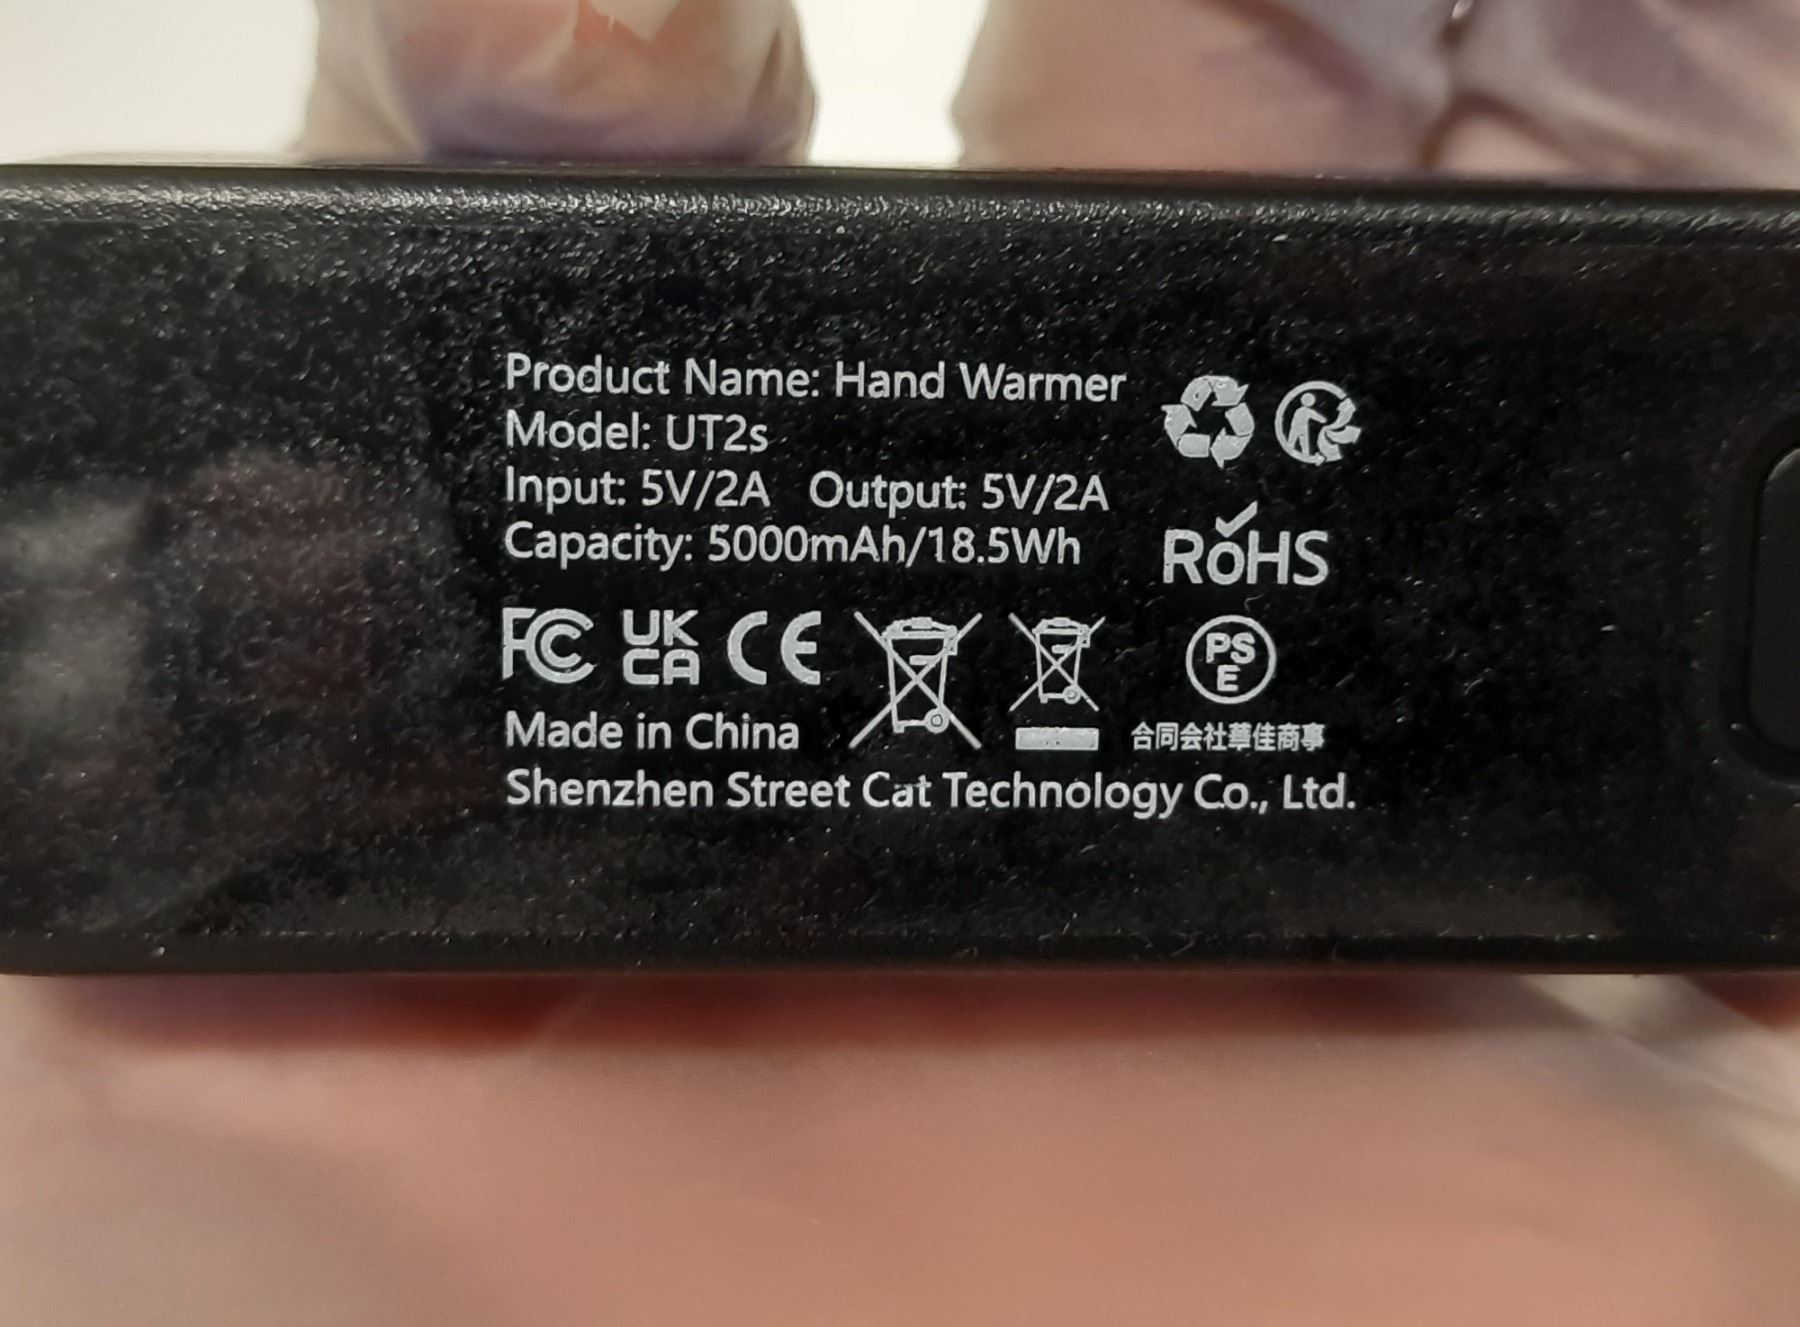 Product Name: Hand Warmer
Model: UT2s
Input: 5V/2A Output: 5V/2A
Capacity: 5000mAh/18.5Wh
RoHS
FC UK CA CE PS E
Made in China 合同会社華佳商事
Shenzhen Street Cat Technology Co., Ltd.